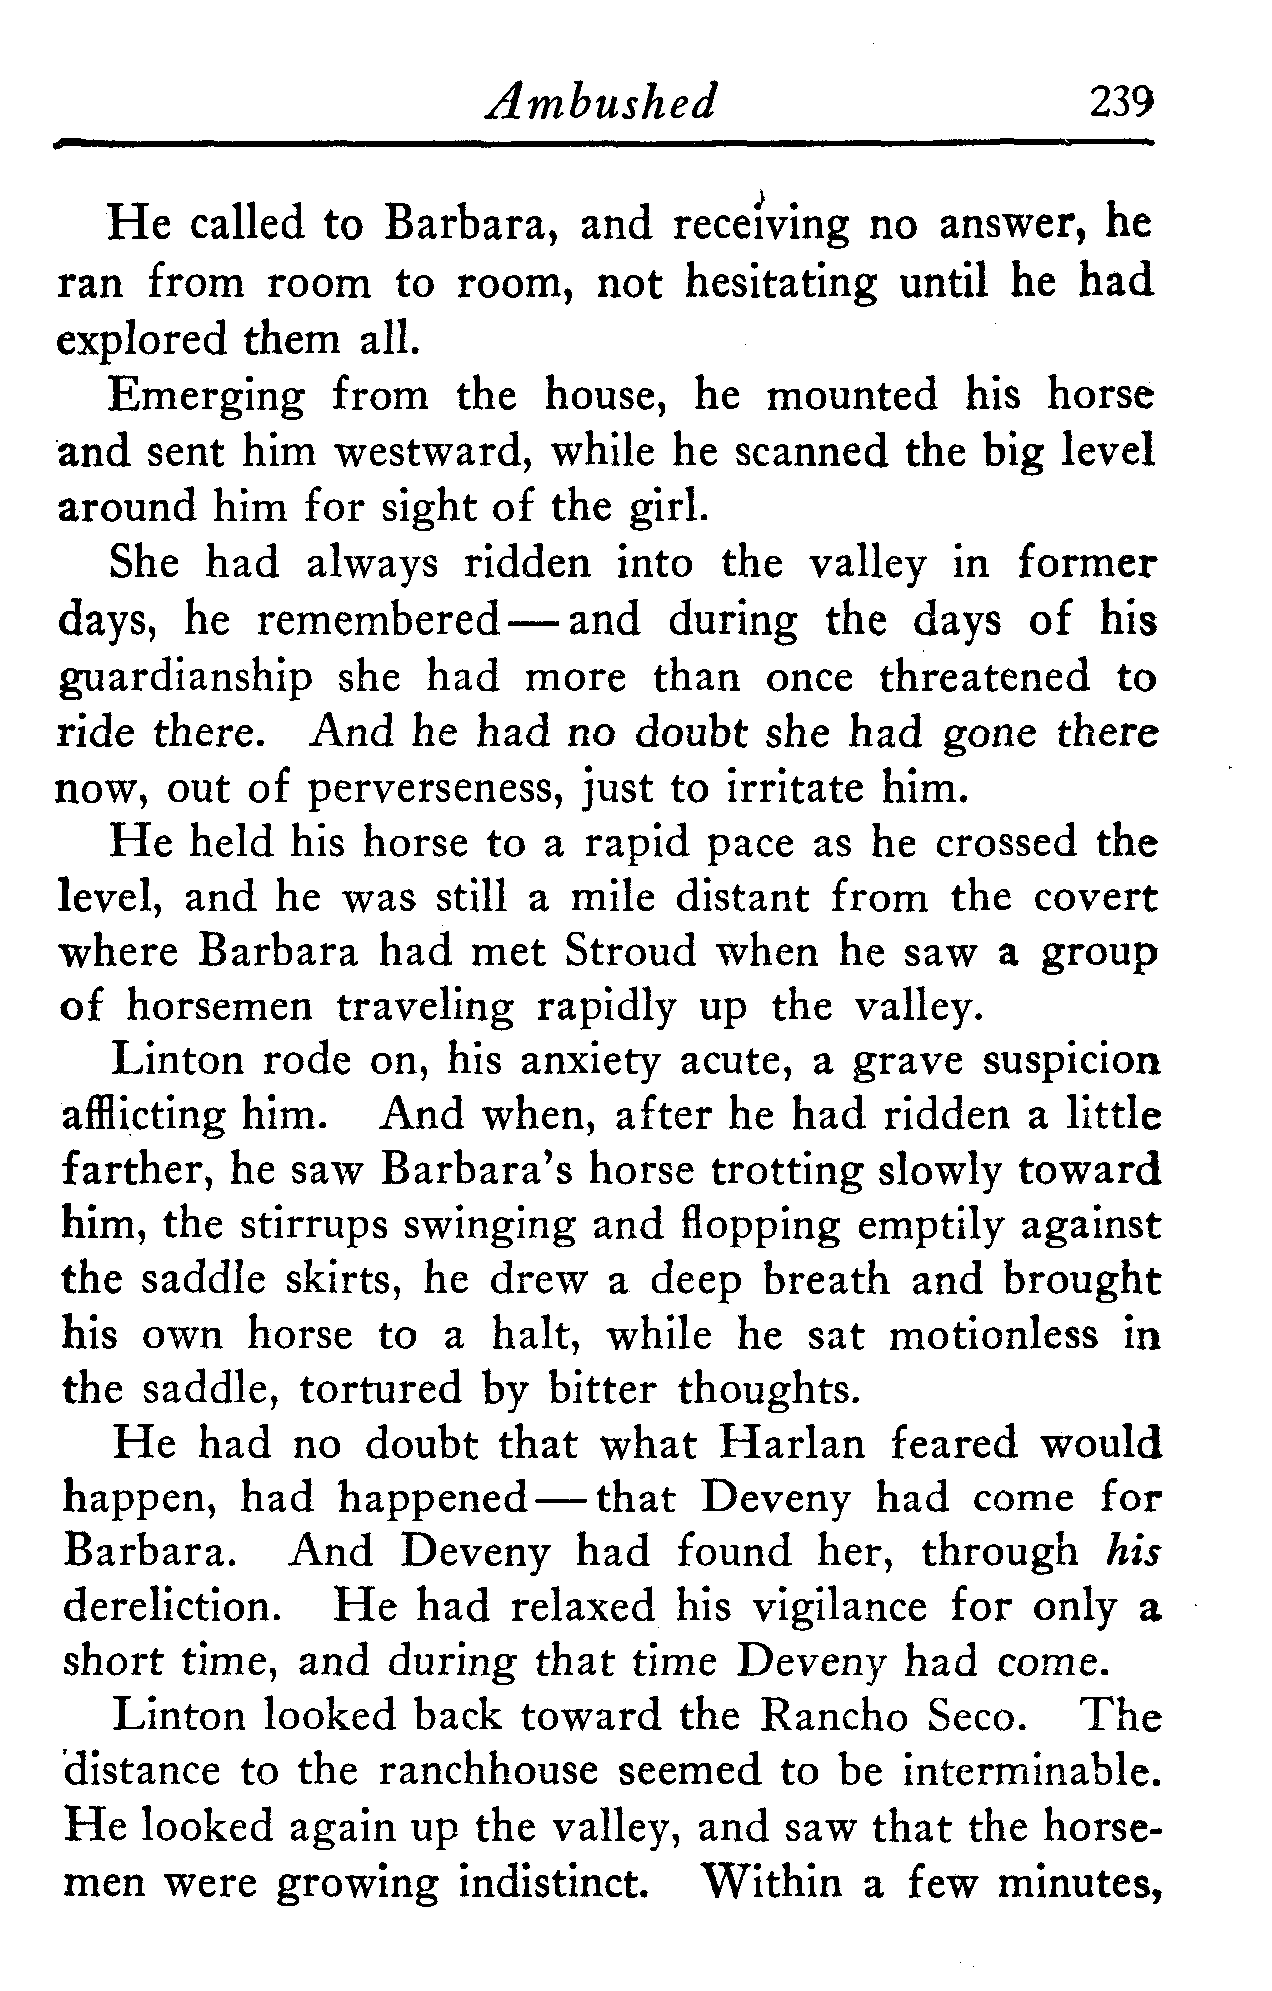 Ambushed 239
He called to Barbara, and receiving no answer, he
ran from room to room, not hesitating until he had
explored them all.
Emerging from the house, he mounted his horse
and sent him westward, while he scanned the big level
around him for sight of the girl.
She had always ridden into the valley in former
days, he remembered—and during the days of his
guardianship she had more than once threatened to
ride there. And he had no doubt she had gone there
now, out of perverseness, just to irritate him.
He held his horse to a rapid pace as he crossed the
level, and he was still a mile distant from the covert
where Barbara had met Stroud when he saw a group
of horsemen traveling rapidly up the valley.
Linton rode on, his anxiety acute, a grave suspicion
afflicting him. And when, after he had ridden a little
farther, he saw Barbara's horse trotting slowly toward
him, the stirrups swinging and flopping emptily against
the saddle skirts, he drew a deep breath and brought
his own horse to a halt, while he sat motionless in
the saddle, tortured by bitter thoughts.
He had no doubt that what Harlan feared would
happen, had happened—that Deveny had come for
Barbara. And Deveny had found her, through his
dereliction. He had relaxed his vigilance for only a
short time, and during that time Deveny had come.
Linton looked back toward the Rancho Seco. The
distance to the ranchhouse seemed to be interminable.
He looked again up the valley, and saw that the horse-
men were growing indistinct. Within a few minutes,